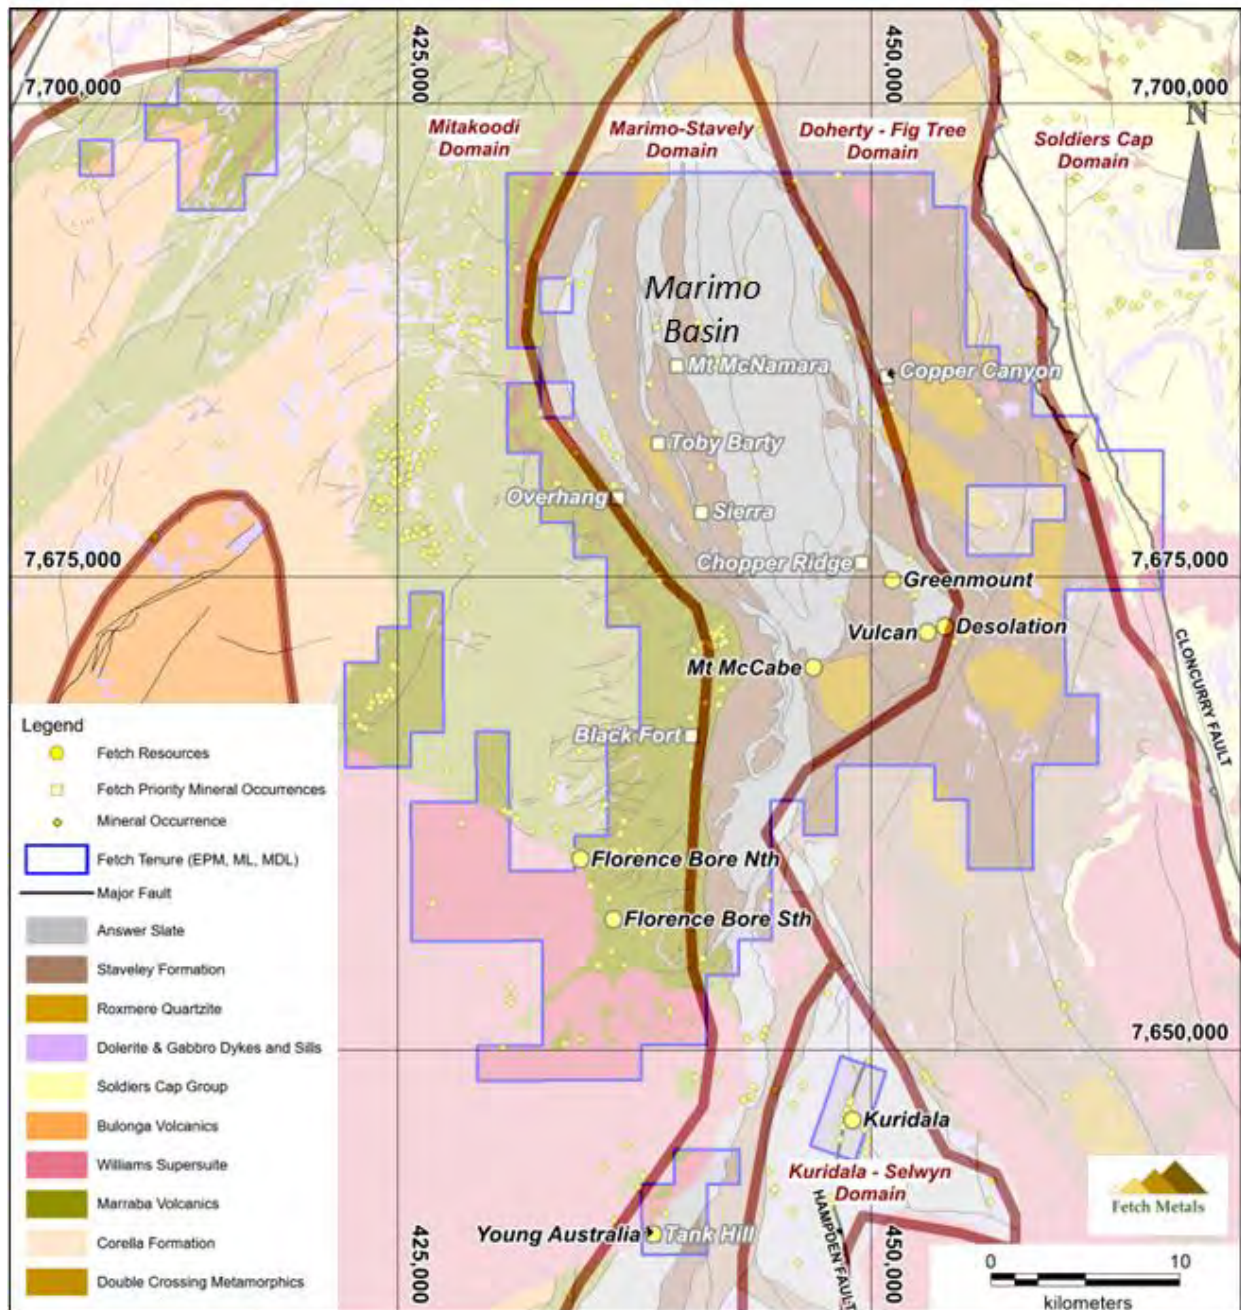 425,000
450,000
7,700,000
7,700,000
N
Mitakoodi
Domain
Marimo-Stavely
Domain
Doherty - Fig Tree
Domain
Soldiers Cap
Domain
Marimo
Basin
Mt McNamara
Copper Canyon
Toby Barty
Overhang
Sierra
Chopper Ridge
7,675,000
7,675,000
Greenmount
Vulcan
Desolation
Mt McCabe
CLONCURRY FAULT
Black Fort
Florence Bore Nth
Florence Bore Sth
7,650,000
Kuridala
Kuridala - Selwyn
Domain
HAMPDEN FAULT
Young Australia
Tank Hill
425,000
450,000
Legend
Fetch Resources
Fetch Priority Mineral Occurrences
Mineral Occurrence
Fetch Tenure (EPM, ML, MDL)
Major Fault
Answer Slate
Staveley Formation
Roxmere Quartzite
Dolerite & Gabbro Dykes and Sills
Soldiers Cap Group
Bulonga Volcanics
Williams Supersuite
Marraba Volcanics
Corella Formation
Double Crossing Metamorphics
Fetch Metals
0 10
kilometers